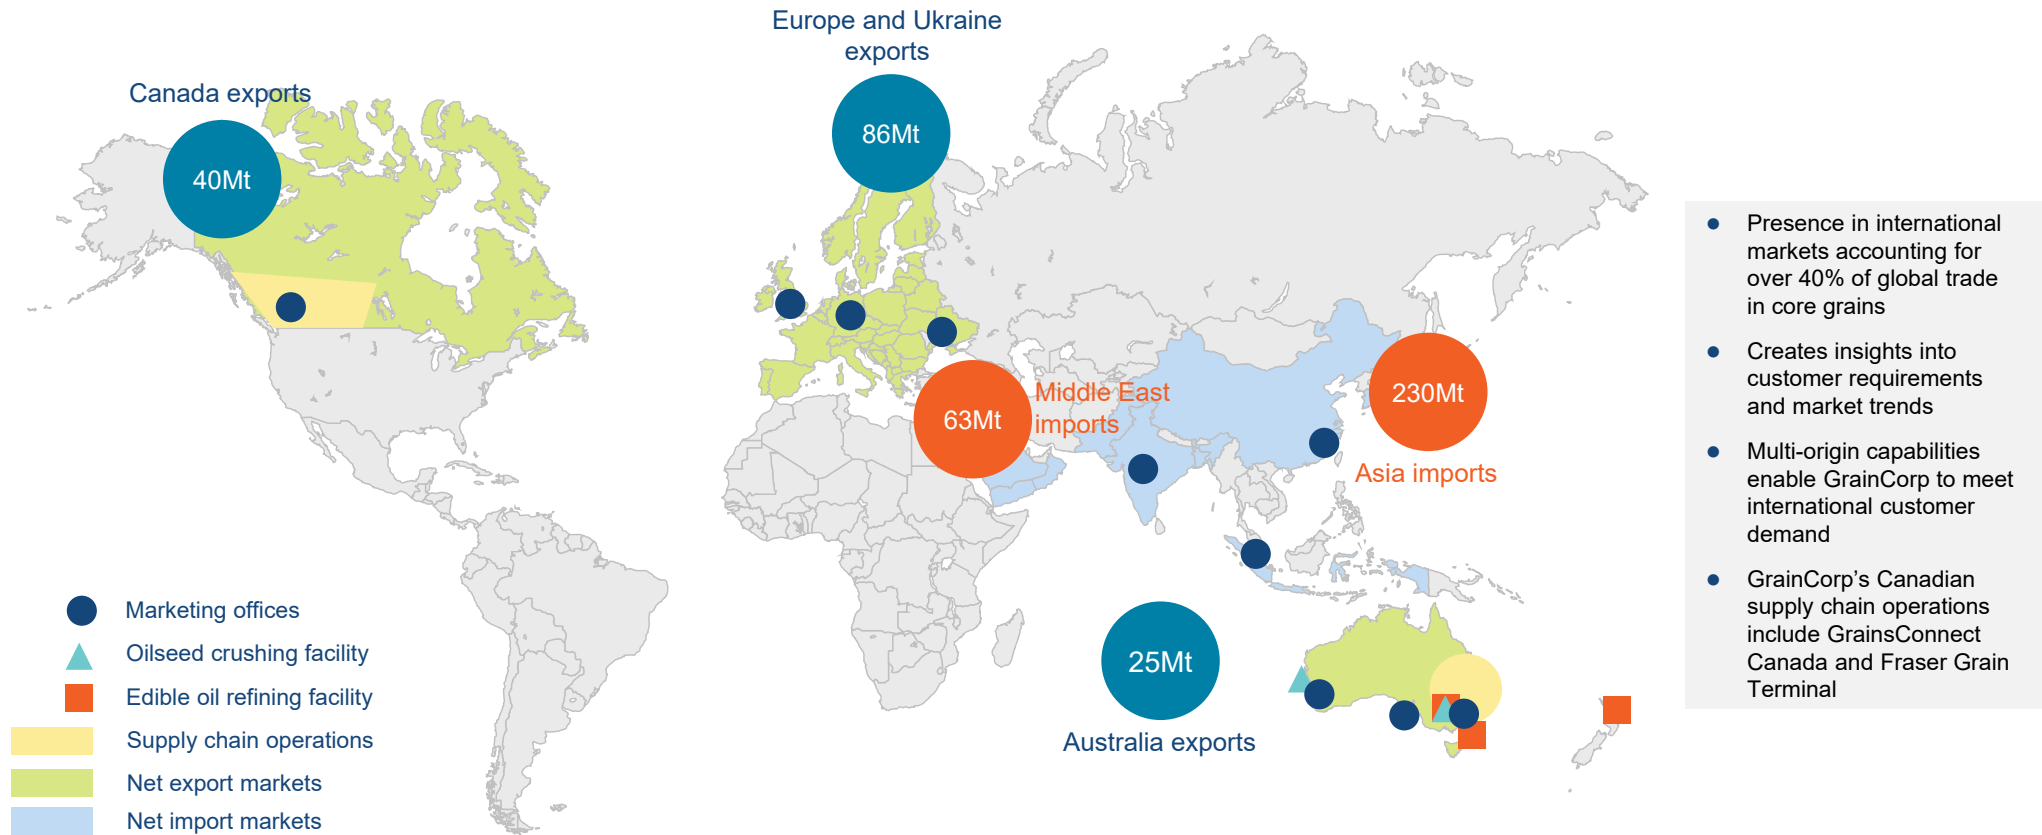 Europe and Ukraine
exports
86Mt
Canada exports
40Mt
Middle East
imports
63Mt
230Mt
Asia imports
25Mt
Australia exports
Marketing offices
Oilseed crushing facility
Edible oil refining facility
Supply chain operations
Net export markets
Net import markets
● Presence in international
markets accounting for
over 40% of global trade
in core grains
● Creates insights into
customer requirements
and market trends
● Multi-origin capabilities
enable GrainCorp to meet
international customer
demand
● GrainCorp’s Canadian
supply chain operations
include GrainsConnect
Canada and Fraser Grain
Terminal